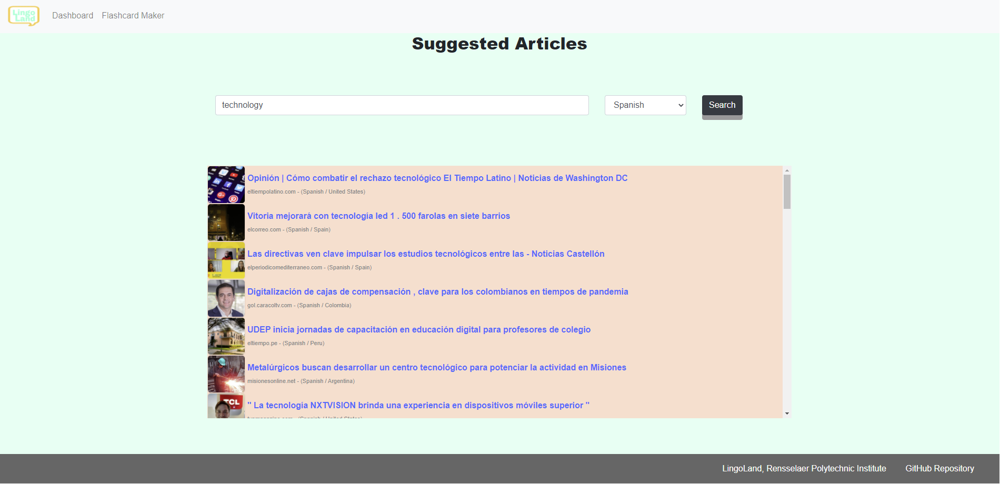 Lingo
Land
Dashboard Flashcard Maker
Suggested Articles
technology Spanish Search
Opinión | Cómo combatir el rechazo tecnológico El Tiempo Latino | Noticias de Washington DC
eltiempolatino.com - (Spanish / United States)
Vitoria mejorará con tecnología led 1 . 500 farolas en siete barrios
elcorreo.com - (Spanish / Spain)
Las directivas ven clave impulsar los estudios tecnológicos entre las - Noticias Castellón
elperiodicomediterraneo.com - (Spanish / Spain)
Digitalización de cajas de compensación , clave para los colombianos en tiempos de pandemia
gol.caracoltv.com - (Spanish / Colombia)
UDEP inicia jornadas de capacitación en educación digital para profesores de colegio
eltiempo.pe - (Spanish / Peru)
Metalúrgicos buscan desarrollar un centro tecnológico para potenciar la actividad en Misiones
misionesonline.net - (Spanish / Argentina)
TCL
" La tecnología NXTVISION brinda una experiencia en dispositivos móviles superior "
LingoLand, Rensselaer Polytechnic Institute GitHub Repository